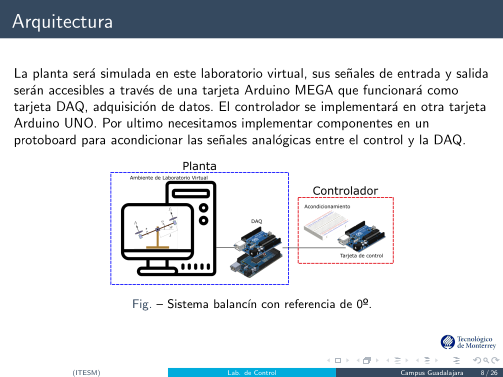 Arquitectura
La planta será simulada en este laboratorio virtual, sus señales de entrada y salida
serán accesibles a través de una tarjeta Arduino MEGA que funcionará como
tarjeta DAQ, adquisición de datos. El controlador se implementará en otra tarjeta
Arduino UNO. Por ultimo necesitamos implementar componentes en un
protoboard para acondicionar las señales analógicas entre el control y la DAQ.
Planta
Ambiente de Laboratorio Virtual
DAQ
Controlador
Acondicionamiento
Tarjeta de control
Fig. – Sistema balancín con referencia de 0º.
Tecnológico
de Monterrey
(ITESM)
Lab. de Control
Campus Guadalajara
8 / 26